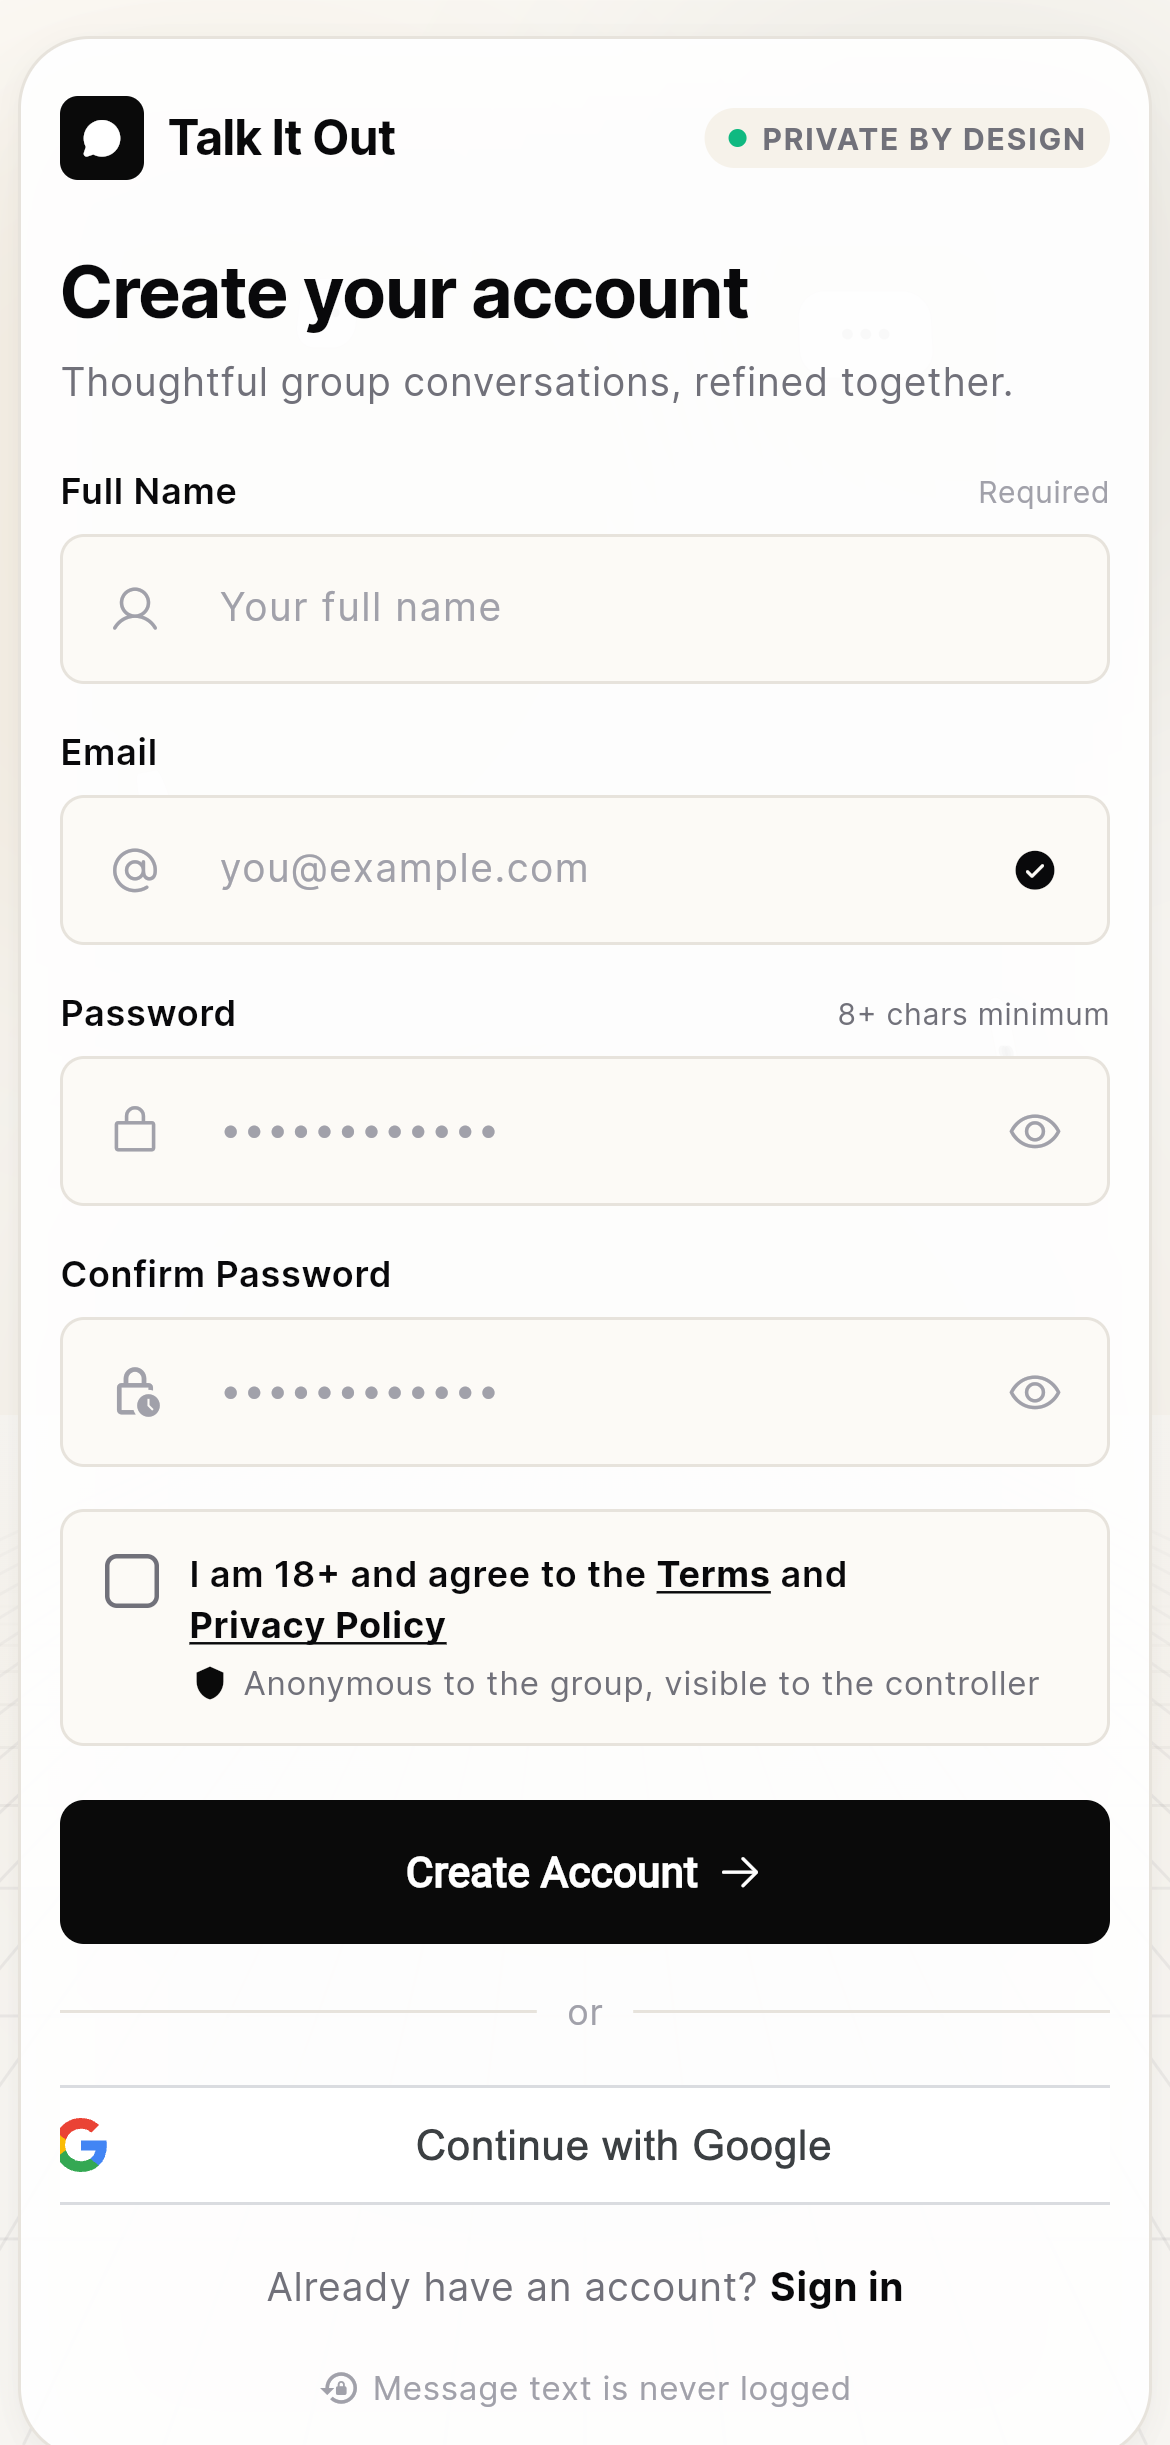 Talk It Out
PRIVATE BY DESIGN
Create your account
Thoughtful group conversations, refined together.
Full Name
Required
Your full name
Email
you@example.com
Password
8+ chars minimum
••••••••••••
Confirm Password
••••••••••••
I am 18+ and agree to the Terms and
Privacy Policy
Anonymous to the group, visible to the controller
Create Account →
or
Continue with Google
Already have an account? Sign in
Message text is never logged